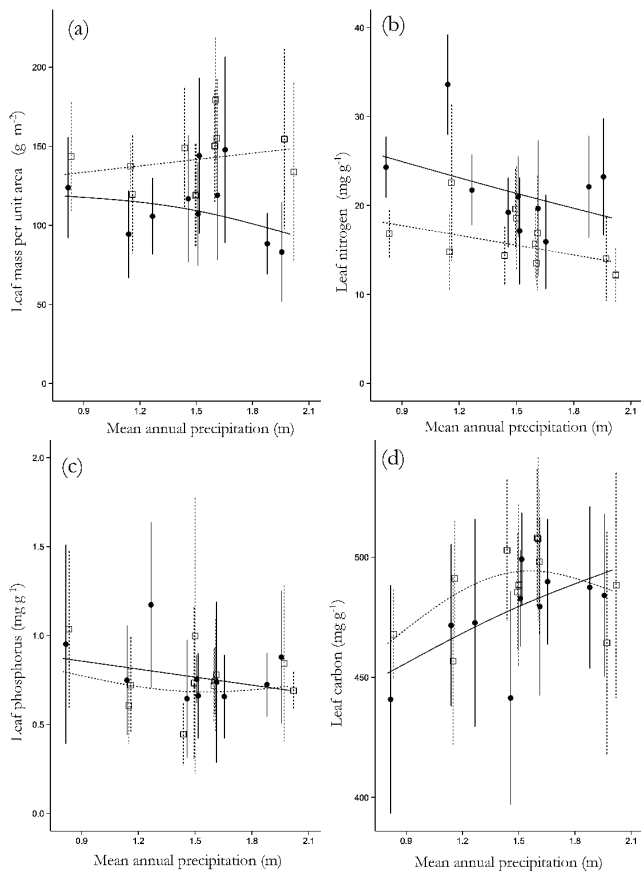 (a)
Leaf mass per unit area (g m⁻²)
200
150
100
50
0
0.9 1.2 1.5 1.8 2.1
Mean annual precipitation (m)
(b)
Leaf nitrogen (mg g⁻¹)
40
30
20
10
0
0.9 1.2 1.5 1.8 2.1
Mean annual precipitation (m)
(c)
Leaf phosphorus (mg g⁻¹)
2.0
1.5
1.0
0.5
0.0
0.9 1.2 1.5 1.8 2.1
Mean annual precipitation (m)
(d)
Leaf carbon (mg g⁻¹)
500
450
400
0.9 1.2 1.5 1.8 2.1
Mean annual precipitation (m)